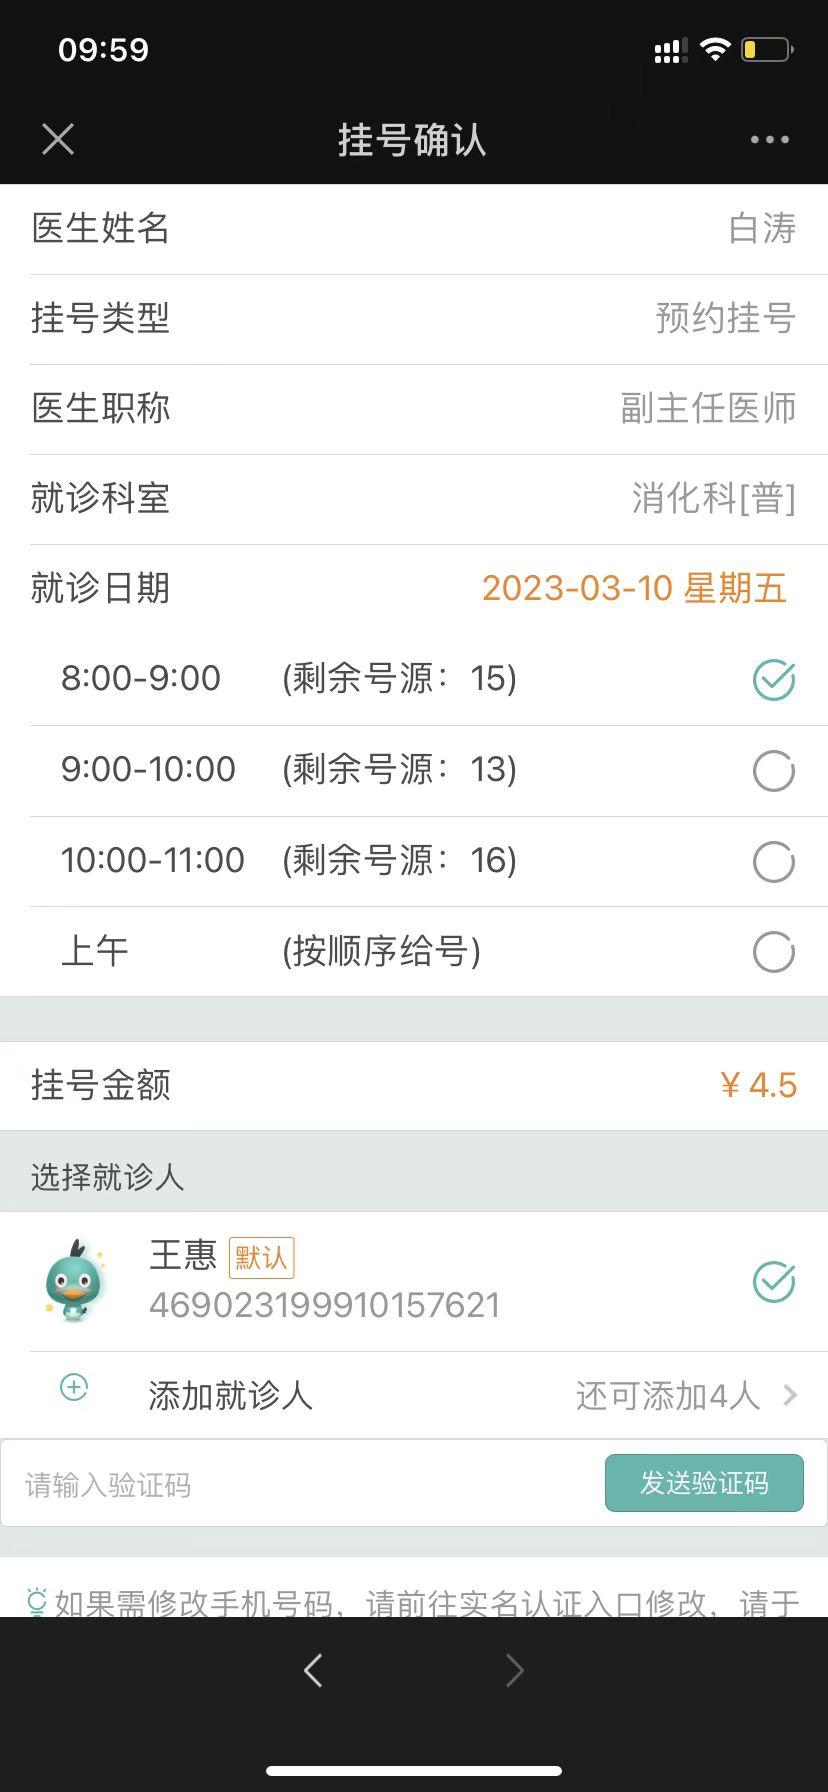 09:59
挂号确认
医生姓名 白涛
挂号类型 预约挂号
医生职称 副主任医师
就诊科室 消化科[普]
就诊日期 2023-03-10 星期五
8:00-9:00 (剩余号源：15)
9:00-10:00 (剩余号源：13)
10:00-11:00 (剩余号源：16)
上午 (按顺序给号)
挂号金额 ¥ 4.5
选择就诊人
王惠 默认
469023199910157621
添加就诊人 还可添加4人
请输入验证码 发送验证码
如果需修改手机号码，请前往实名认证入口修改，请于